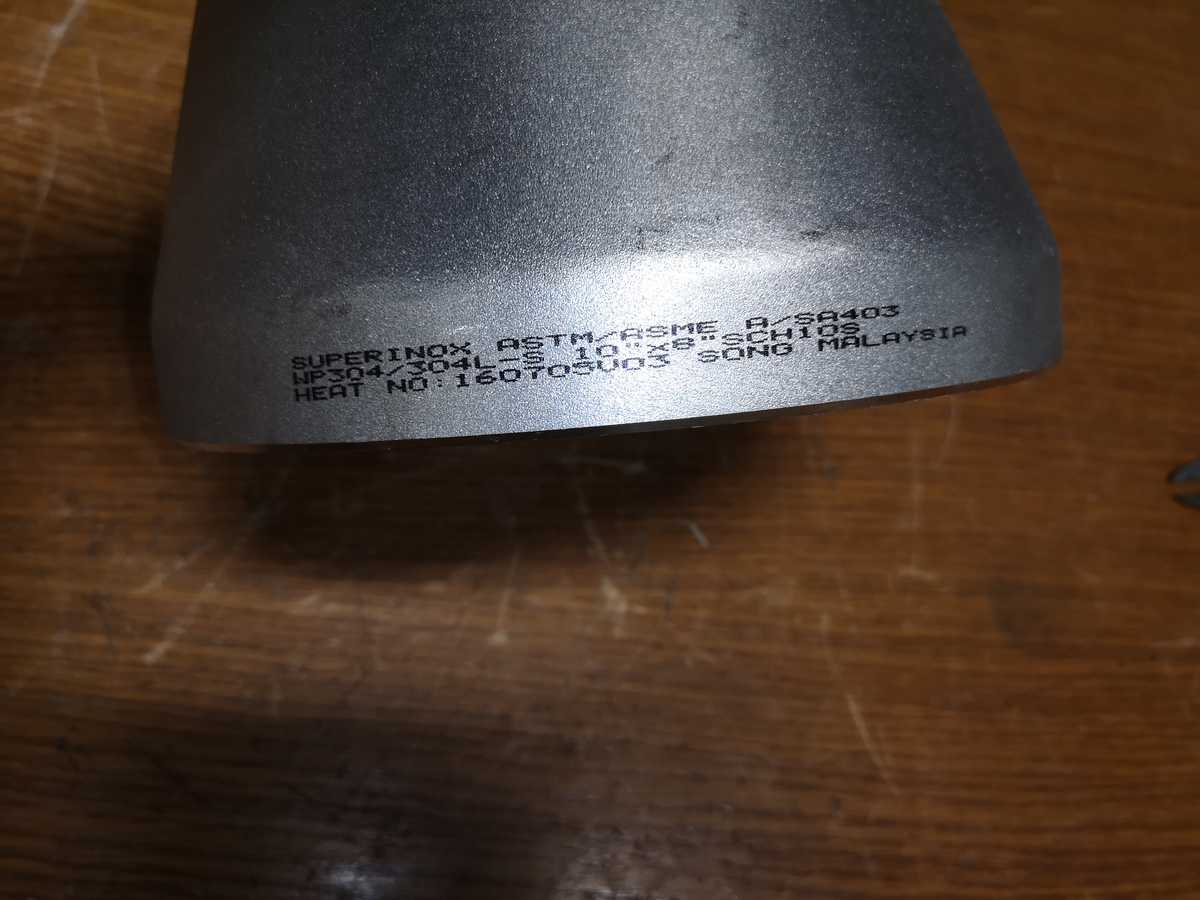 SUPERINOX ASTM/ASME A/SA403
WP304/304L-S 10"X8"SCH10S
HEAT NO:160705U03 SONG MALAYSIA